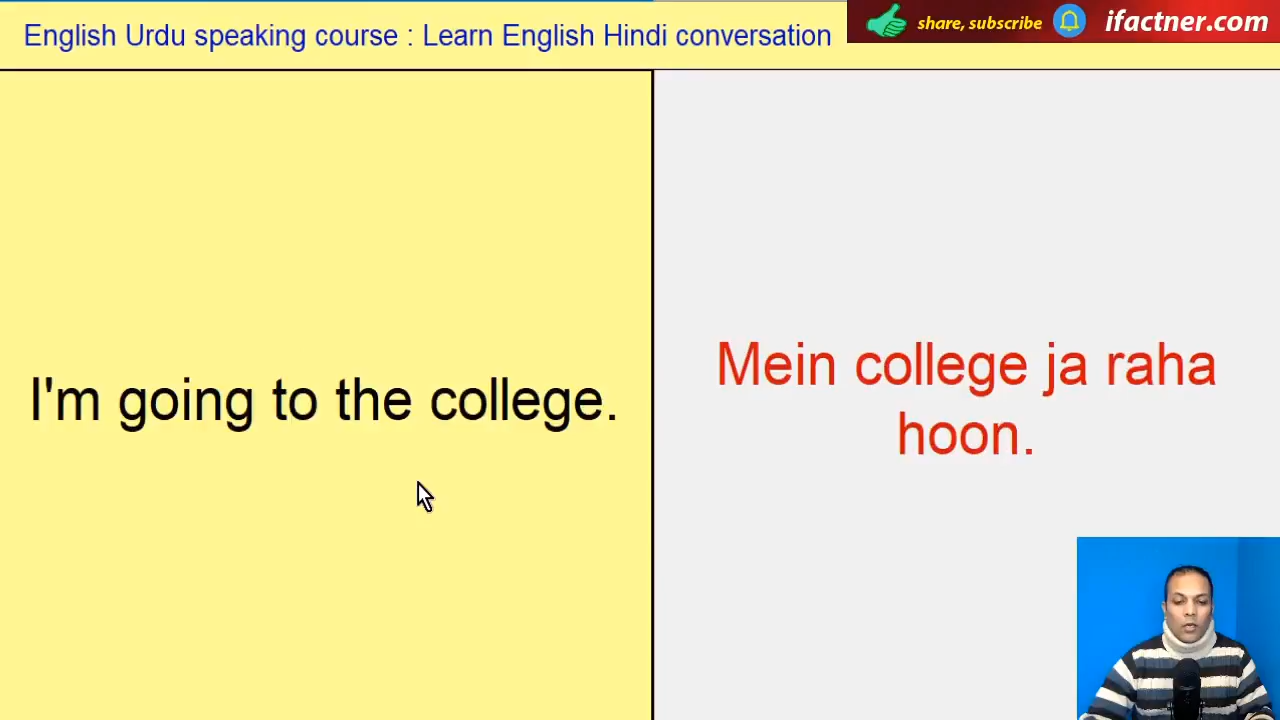 English Urdu speaking course : Learn English Hindi conversation
share, subscribe
ifactner.com
I'm going to the college.
Mein college ja raha
hoon.